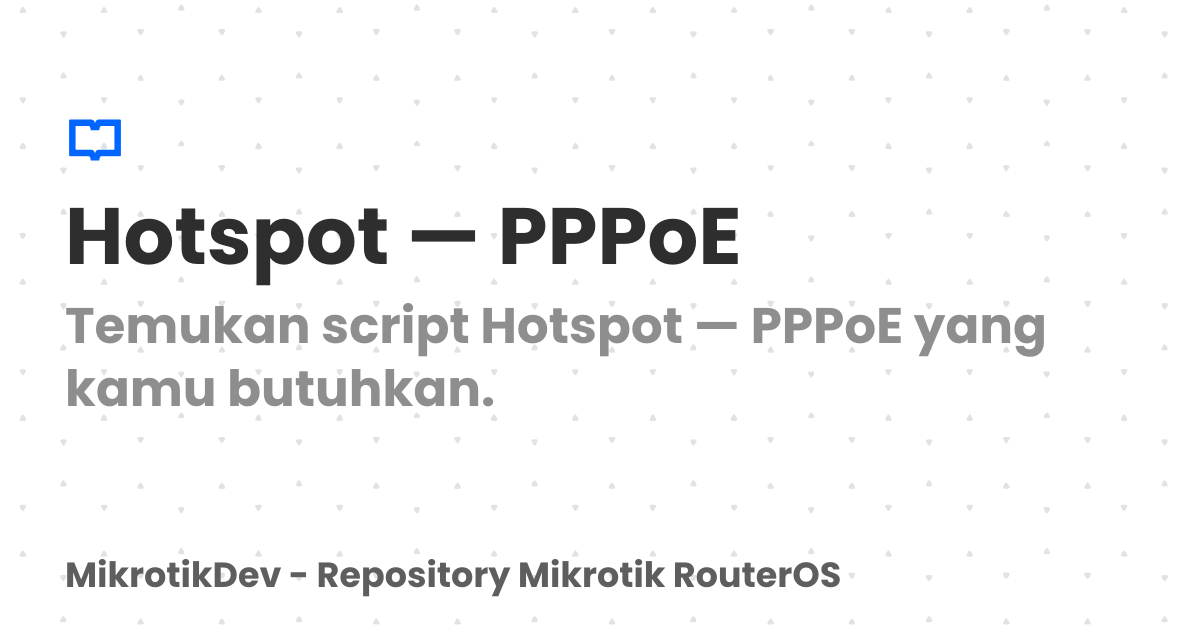 Hotspot — PPPoE
Temukan script Hotspot — PPPoE yang
kamu butuhkan.
MikrotikDev - Repository Mikrotik RouterOS